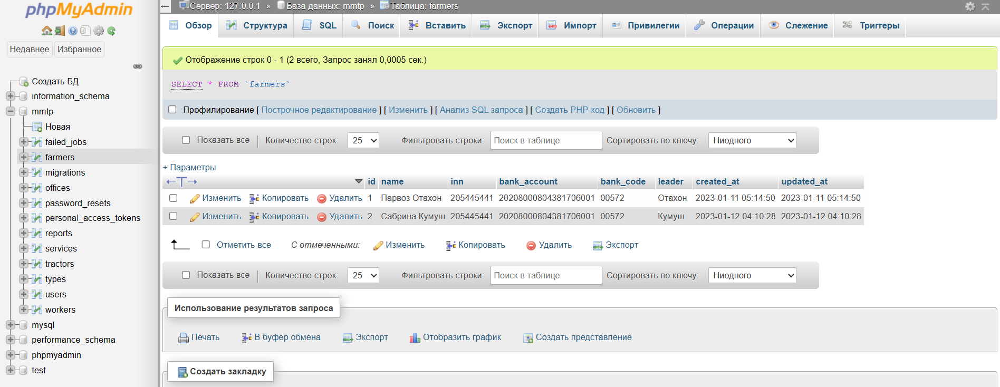 phpMyAdmin
Недавнее Избранное
Создать БД
information_schema
mmtp
Новая
failed_jobs
farmers
migrations
offices
password_resets
personal_access_tokens
reports
services
tractors
types
users
workers
mysql
performance_schema
phpmyadmin
test
Сервер: 127.0.0.1 » База данных: mmtp » Таблица: farmers
Обзор Структура SQL Поиск Вставить Экспорт Импорт Привилегии Операции Слежение Триггеры
Отображение строк 0 - 1 (2 всего, Запрос занял 0,0005 сек.)
SELECT * FROM `farmers`
Профилирование [ Построчное редактирование ] [ Изменить ] [ Анализ SQL запроса ] [ Создать PHP-код ] [ Обновить ]
Показать все | Количество строк: 25 Фильтровать строки: Поиск в таблице Сортировать по ключу: Ниодного
+ Параметры
←T→ id name inn bank_account bank_code leader created_at updated_at
Изменить Копировать Удалить 1 Парвоз Отахон 205445441 20208000804381706001 00572 Отахон 2023-01-11 05:14:50 2023-01-11 05:14:50
Изменить Копировать Удалить 2 Сабрина Кумуш 205445441 20208000804381706001 00572 Кумуш 2023-01-12 04:10:28 2023-01-12 04:10:28
Отметить все С отмеченными: Изменить Копировать Удалить Экспорт
Показать все | Количество строк: 25 Фильтровать строки: Поиск в таблице Сортировать по ключу: Ниодного
Использование результатов запроса
Печать В буфер обмена Экспорт Отобразить график Создать представление
Создать закладку